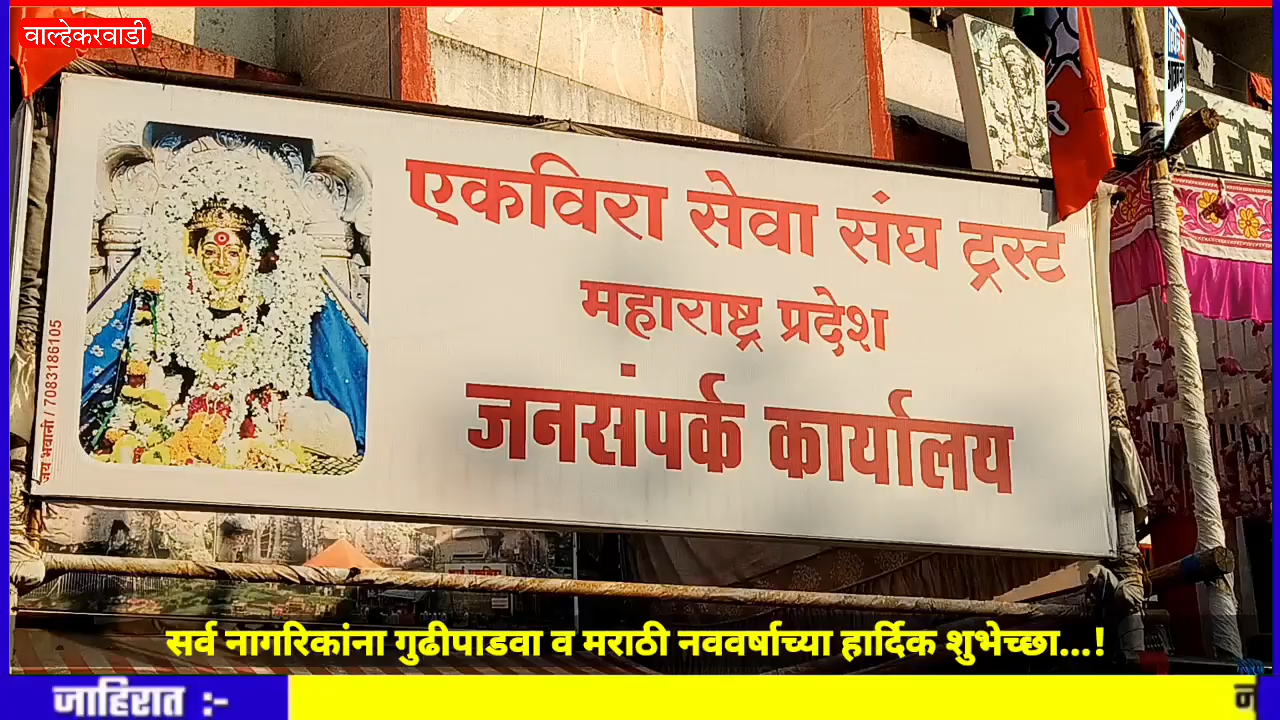 वाल्हेकरवाडी
एकविरा सेवा संघ ट्रस्ट
महाराष्ट्र प्रदेश
जनसंपर्क कार्यालय
जय भवानी / 7083186105
सर्व नागरिकांना गुढीपाडवा व मराठी नववर्षाच्या हार्दिक शुभेच्छा...!
जाहिरात :-